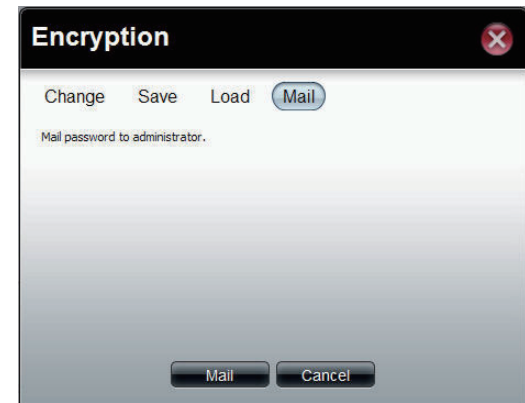 Encryption
Change Save Load Mail
Mail password to administrator.
Mail Cancel